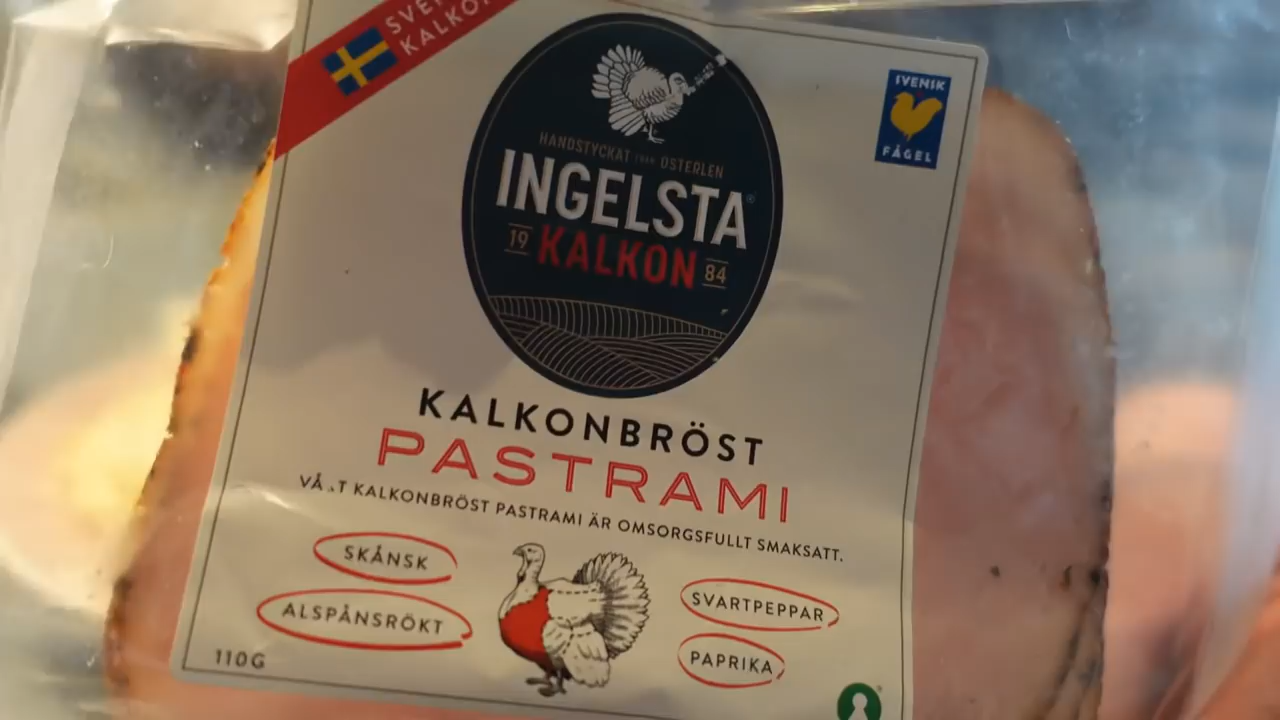 SVENSK
KALKON
HANDSTYCKAT FRÅN ÖSTERLEN
INGELSTA®
19 KALKON 84
SVENSK
FÅGEL
KALKONBRÖST
PASTRAMI
VÅRT KALKONBRÖST PASTRAMI ÄR OMSORGSFULLT SMAKSATT.
SKÅNSK
ALSPÅNSRÖKT
SVARTPEPPAR
PAPRIKA
110G